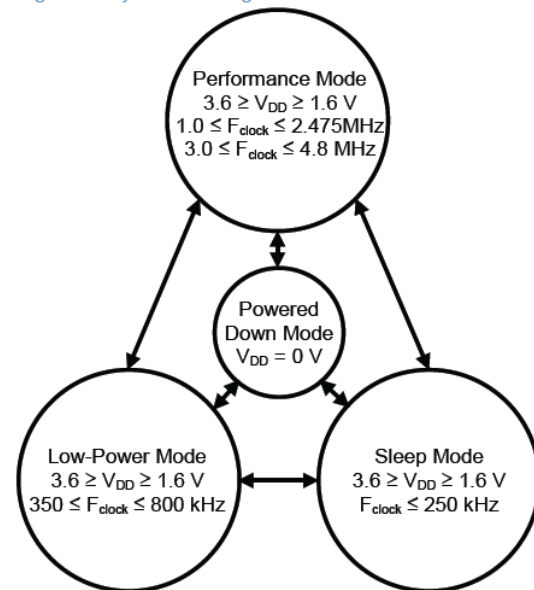 Performance Mode
3.6 ≥ VDD ≥ 1.6 V
1.0 ≤ Fclock ≤ 2.475MHz
3.0 ≤ Fclock ≤ 4.8 MHz
Powered
Down Mode
VDD = 0 V
Low-Power Mode
3.6 ≥ VDD ≥ 1.6 V
350 ≤ Fclock ≤ 800 kHz
Sleep Mode
3.6 ≥ VDD ≥ 1.6 V
Fclock ≤ 250 kHz